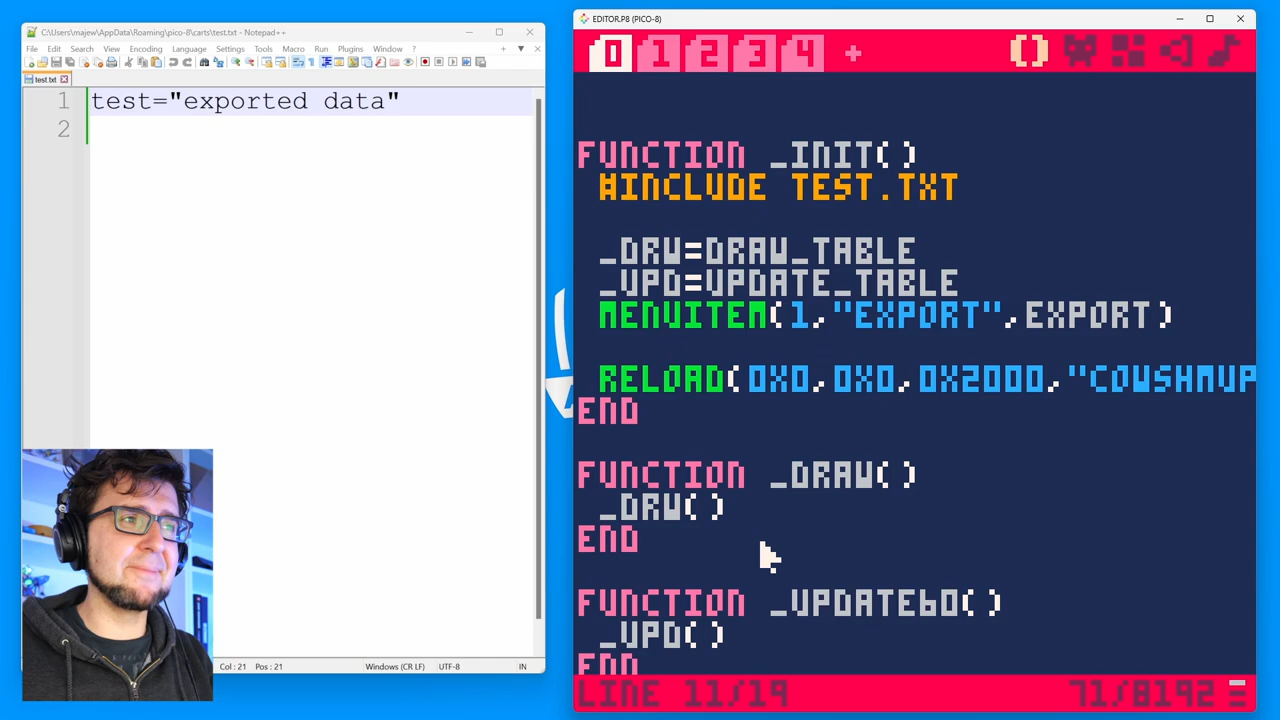 C:\Users\majew\AppData\Roaming\pico-8\carts\test.txt - Notepad++
File Edit Search View Encoding Language Settings Tools Macro Run Plugins Window ?
test.txt
1 test="exported data"
2
Col : 21 Pos : 21 Windows (CR LF) UTF-8 IN
EDITOR.P8 (PICO-8)
0 1 2 3 4 +
FUNCTION _INIT()
#INCLUDE TEST.TXT
_DRW=DRAW_TABLE
_UPD=UPDATE_TABLE
MENUITEM(1,"EXPORT",EXPORT)
RELOAD(0X0,0X0,0X2000,"COWSHMUP
END
FUNCTION _DRAW()
_DRW()
END
FUNCTION _UPDATE60()
_UPD()
END
LINE 11/19 71/8192